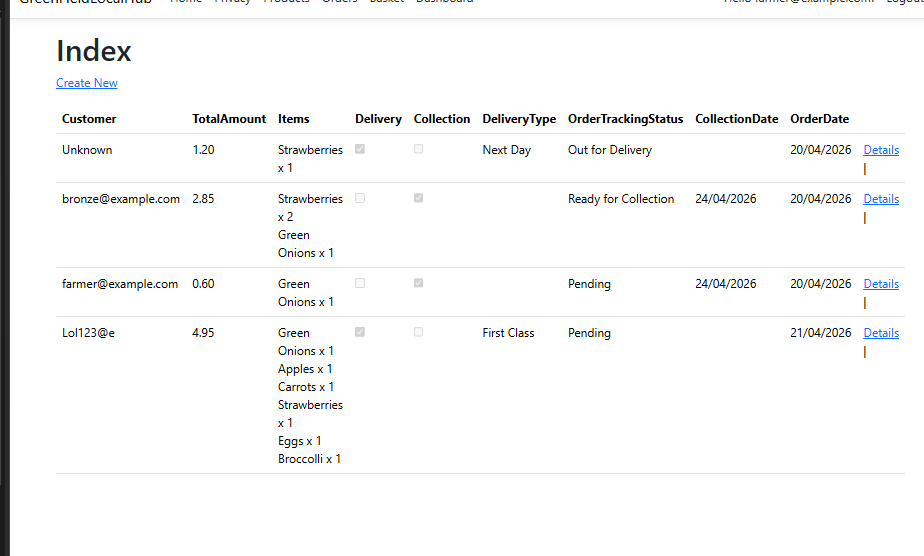 GreenFieldLocalHub Home Privacy Products Orders Basket Dashboard Hello farmer@example.com! Logout
Index
Create New
Customer TotalAmount Items Delivery Collection DeliveryType OrderTrackingStatus CollectionDate OrderDate
Unknown 1.20 Strawberries Next Day Out for Delivery 20/04/2026 Details
x 1 |
bronze@example.com 2.85 Strawberries Ready for Collection 24/04/2026 20/04/2026 Details
x 2 |
Green
Onions x 1
farmer@example.com 0.60 Green Pending 24/04/2026 20/04/2026 Details
Onions x 1 |
Lol123@e 4.95 Green First Class Pending 21/04/2026 Details
Onions x 1 |
Apples x 1
Carrots x 1
Strawberries
x 1
Eggs x 1
Broccolli x 1